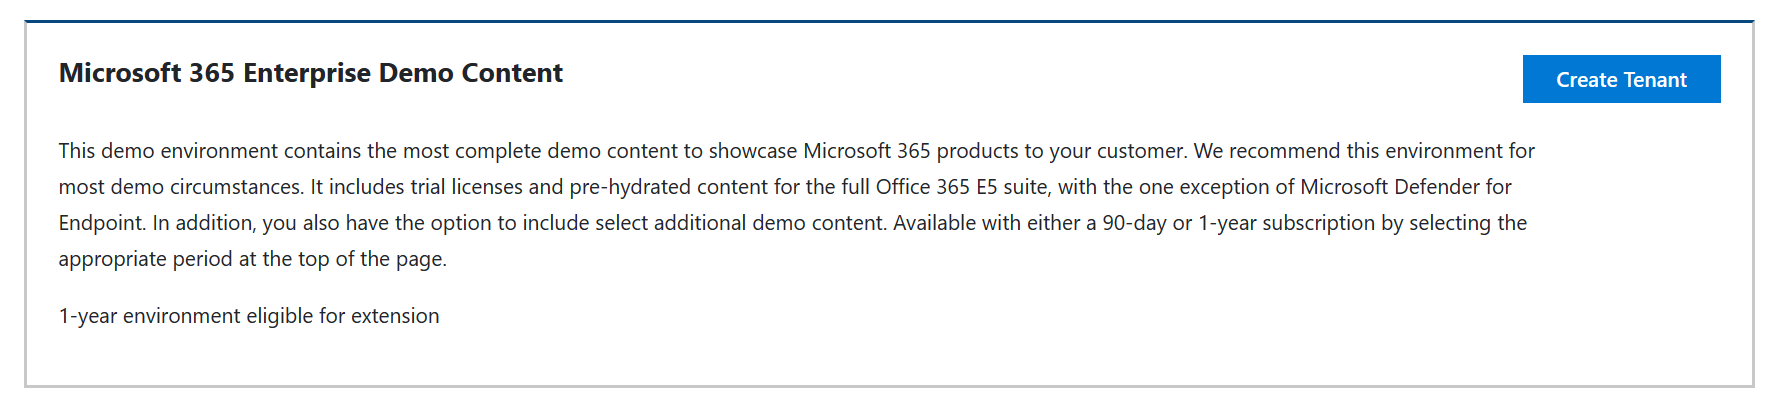 Microsoft 365 Enterprise Demo Content
Create Tenant
This demo environment contains the most complete demo content to showcase Microsoft 365 products to your customer. We recommend this environment for
most demo circumstances. It includes trial licenses and pre-hydrated content for the full Office 365 E5 suite, with the one exception of Microsoft Defender for
Endpoint. In addition, you also have the option to include select additional demo content. Available with either a 90-day or 1-year subscription by selecting the
appropriate period at the top of the page.
1-year environment eligible for extension